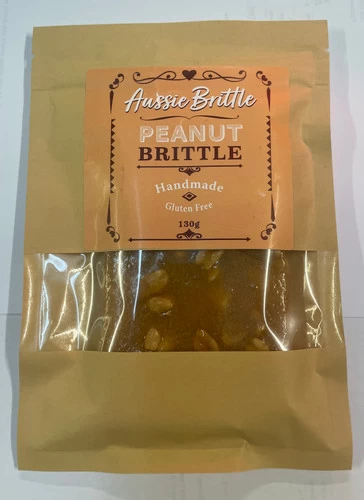 Aussie Brittle
PEANUT
BRITTLE
Handmade
Gluten Free
130g